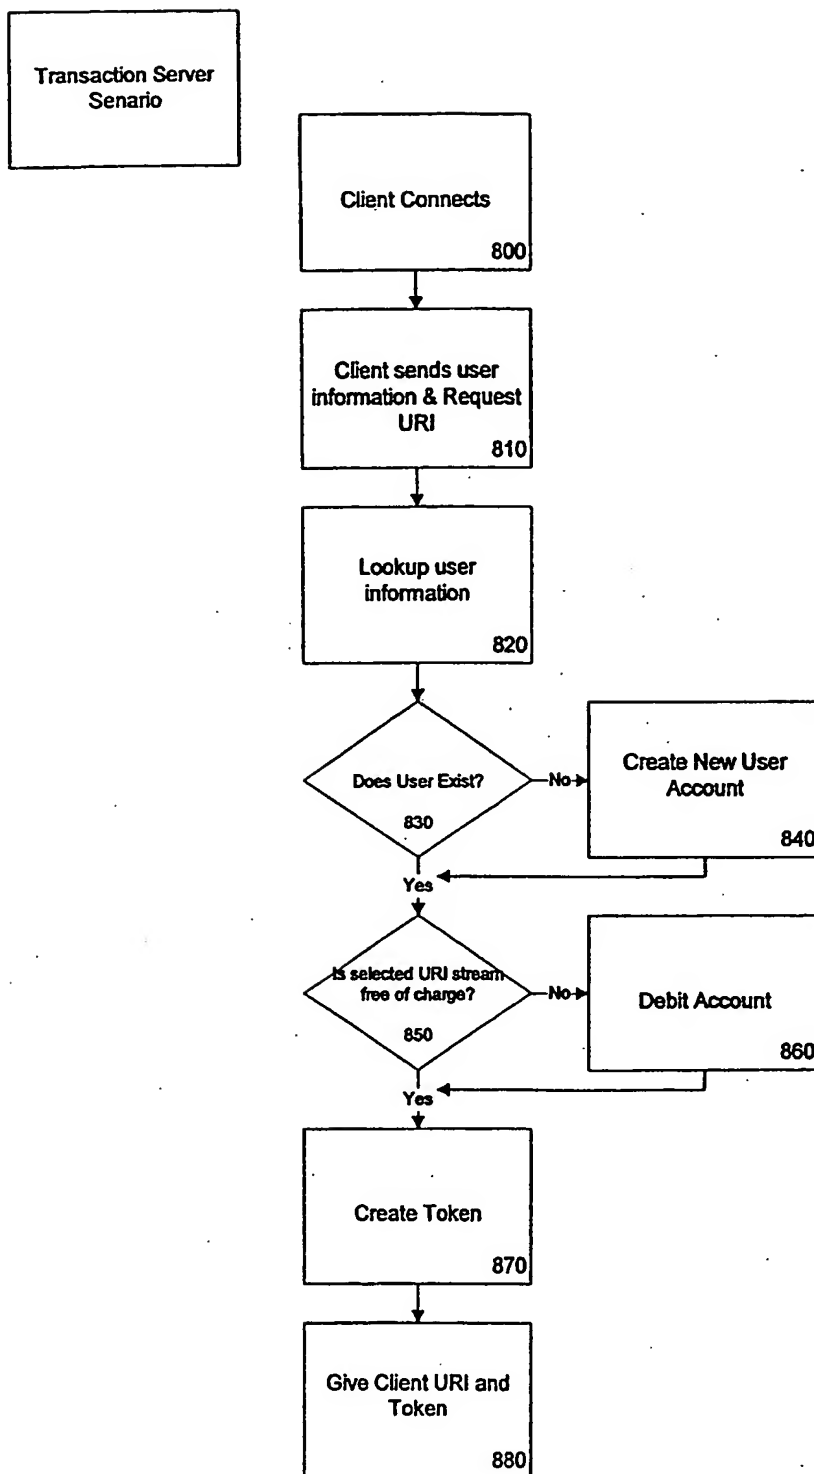 Transaction Server
Senario
Client Connects
800
Client sends user
information & Request
URI
810
Lookup user
information
820
Does User Exist?
830
No
Create New User
Account
840
Yes
Is selected URI stream
free of charge?
850
No
Debit Account
860
Yes
Create Token
870
Give Client URI and
Token
880